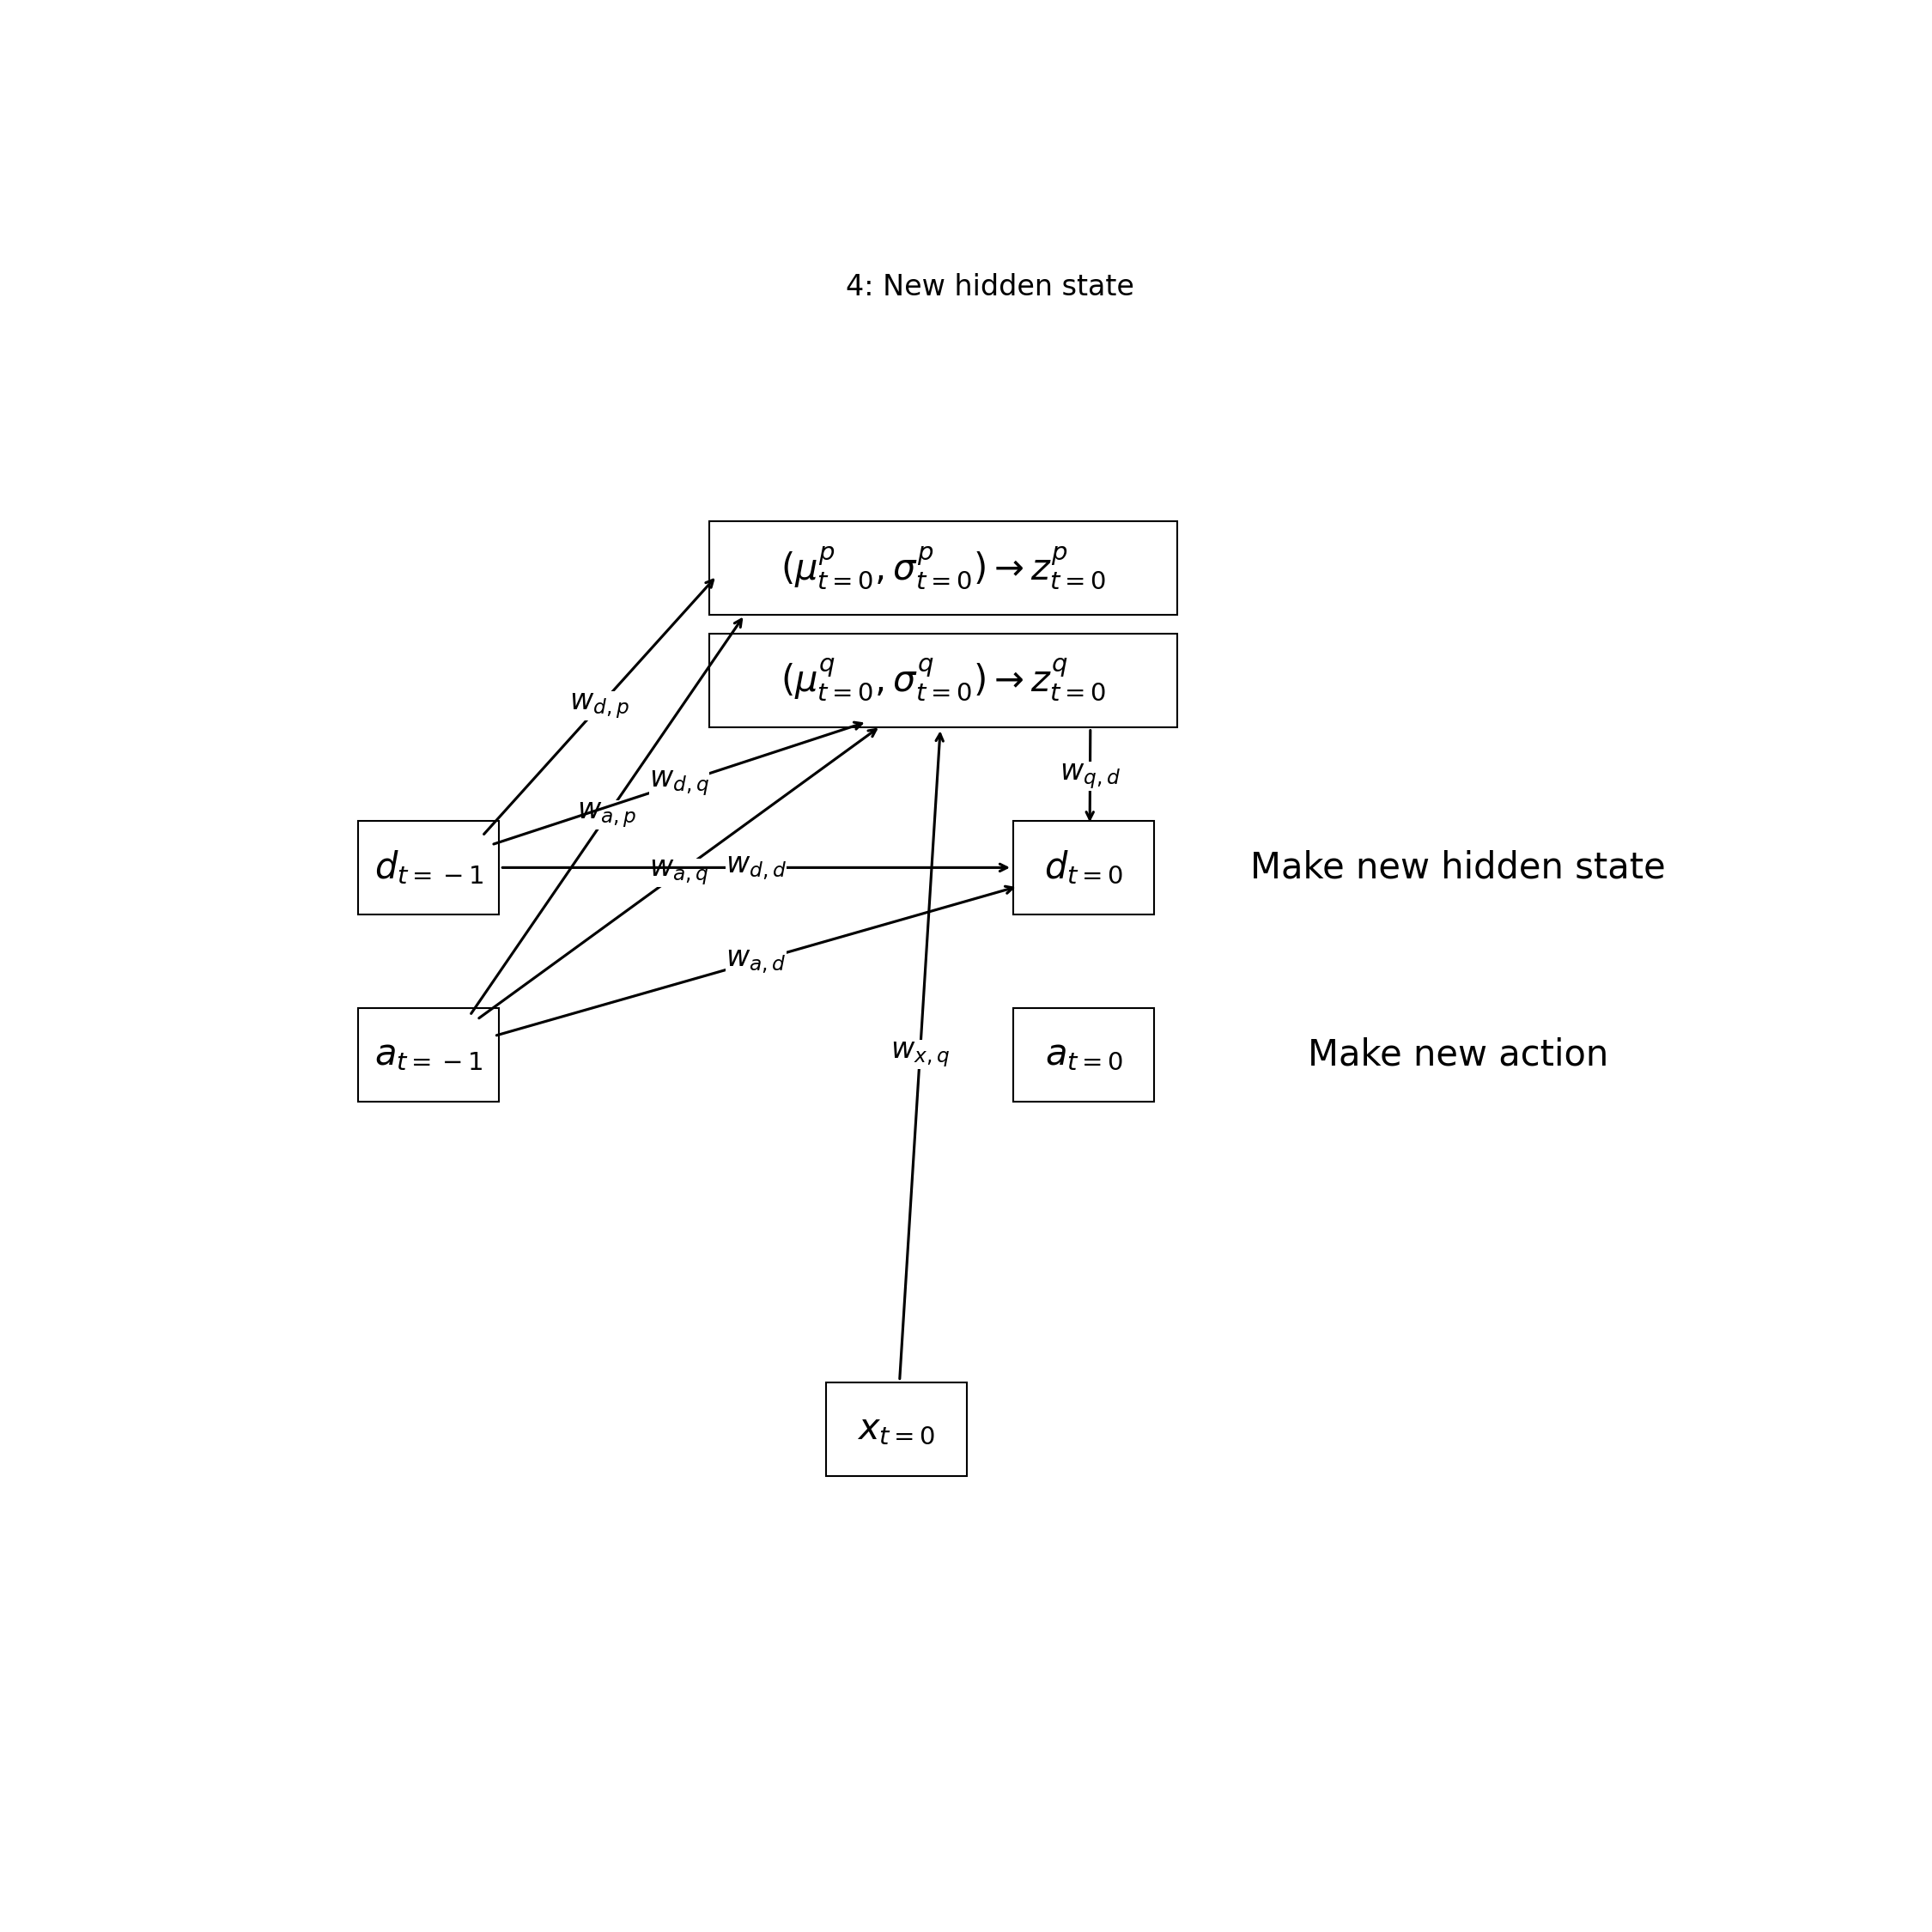 4: New hidden state
$(\mu^p_{t=0}, \sigma^p_{t=0}) \rightarrow z^p_{t=0}$
$(\mu^q_{t=0}, \sigma^q_{t=0}) \rightarrow z^q_{t=0}$
$w_{d,p}$
$w_{d,q}$
$w_{q,d}$
$w_{a,p}$
$d_{t=-1}$
$w_{a,q}$
$w_{d,d}$
$d_{t=0}$
Make new hidden state
$w_{a,d}$
$a_{t=-1}$
$w_{x,q}$
$a_{t=0}$
Make new action
$x_{t=0}$